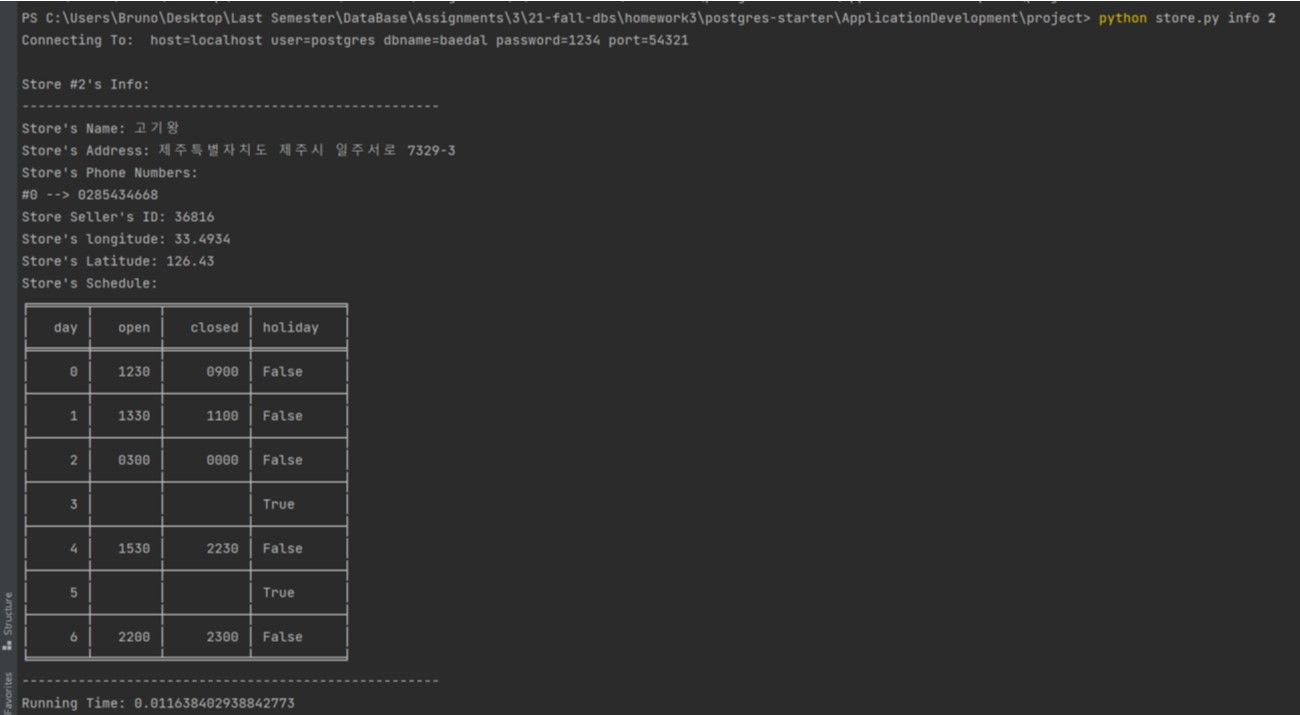 PS C:\Users\Bruno\Desktop\Last Semester\DataBase\Assignments\3\21-fall-dbs\homework3\postgres-starter\ApplicationDevelopment\project> python store.py info 2
Connecting To:  host=localhost user=postgres dbname=baedal password=1234 port=54321
Store #2's Info:
----------------------------------------------------
Store's Name: 고기왕
Store's Address: 제주특별자치도 제주시 일주서로 7329-3
Store's Phone Numbers:
#0 --> 0285434668
Store Seller's ID: 36816
Store's longitude: 33.4934
Store's Latitude: 126.43
Store's Schedule:
day open closed holiday
0 1230 0900 False
1 1330 1100 False
2 0300 0000 False
3 True
4 1530 2230 False
5 True
6 2200 2300 False
----------------------------------------------------
Running Time: 0.011638402938842773
Structure
Favorites